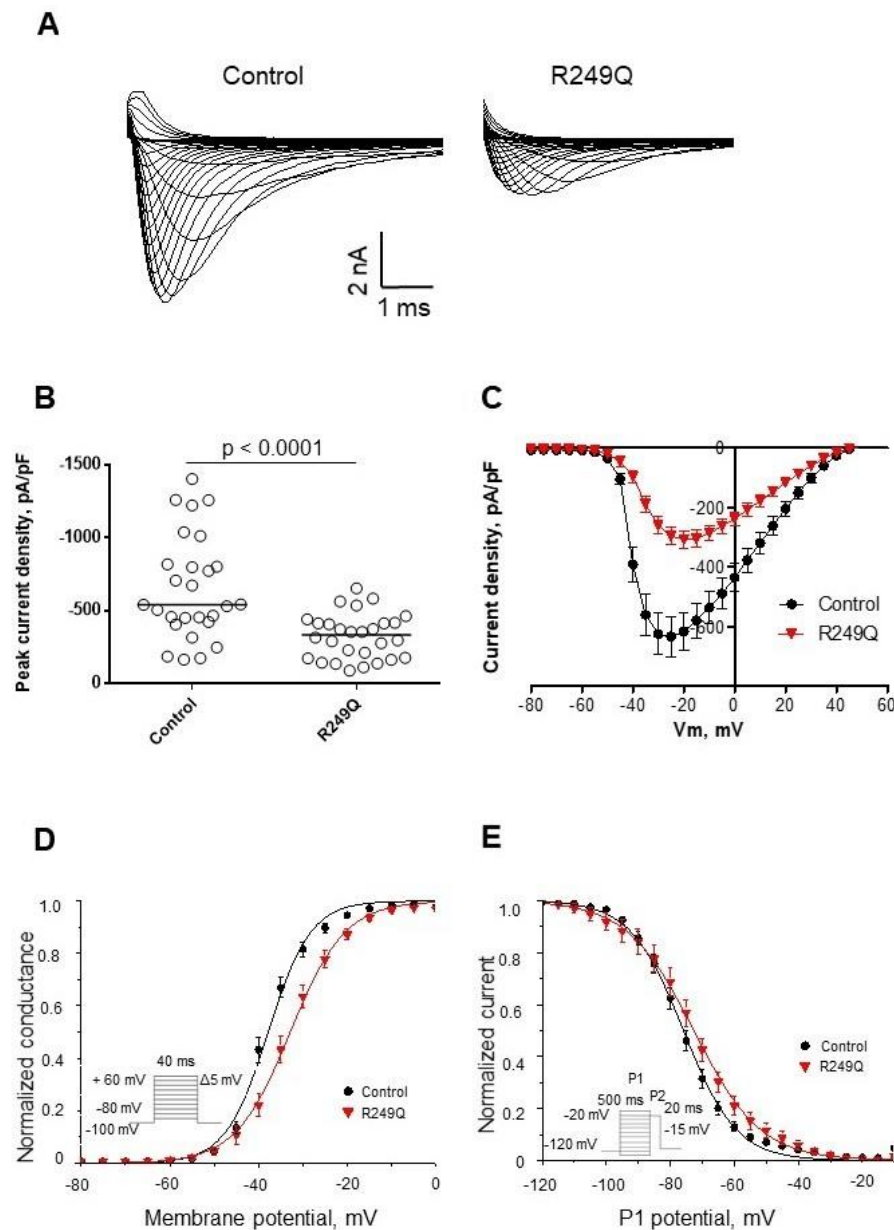 A
Control
R249Q
2 nA
1 ms
B
p < 0.0001
Peak current density, pA/pF
-1500
-1000
-500
0
Control
R249Q
C
Current density, pA/pF
0
-200
-400
-600
Control
R249Q
-80 -60 -40 -20 0 20 40 60
Vm, mV
D
Normalized conductance
1.0
0.8
0.6
0.4
0.2
0
40 ms
+ 60 mV
Δ5 mV
-80 mV
-100 mV
Control
R249Q
-80 -60 -40 -20 0
Membrane potential, mV
E
Normalized current
1.0
0.8
0.6
0.4
0.2
0
P1
500 ms P2
-20 mV
20 ms
-15 mV
-120 mV
Control
R249Q
-120 -100 -80 -60 -40 -20
P1 potential, mV